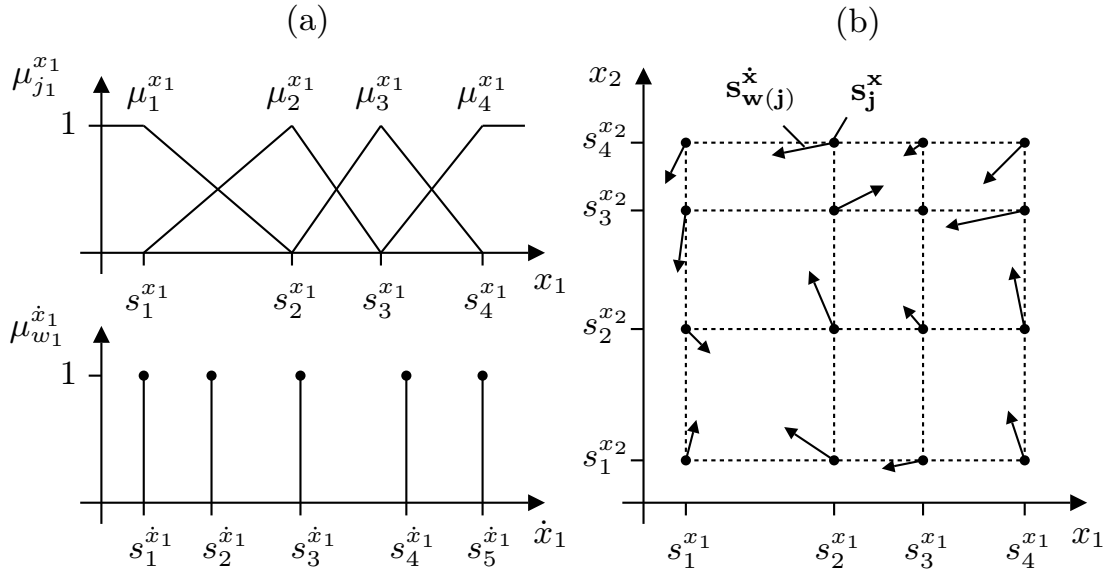 (a)
μ_{j_1}^{x_1}
μ_1^{x_1} μ_2^{x_1} μ_3^{x_1} μ_4^{x_1}
1
s_1^{x_1} s_2^{x_1} s_3^{x_1} s_4^{x_1} x_1
μ_{w_1}^{ẋ_1}
1
s_1^{ẋ_1} s_2^{ẋ_1} s_3^{ẋ_1} s_4^{ẋ_1} s_5^{ẋ_1} ẋ_1
(b)
x_2 s_{w(j)}^{ẋ} s_j^{x}
s_4^{x_2}
s_3^{x_2}
s_2^{x_2}
s_1^{x_2}
s_1^{x_1} s_2^{x_1} s_3^{x_1} s_4^{x_1} x_1